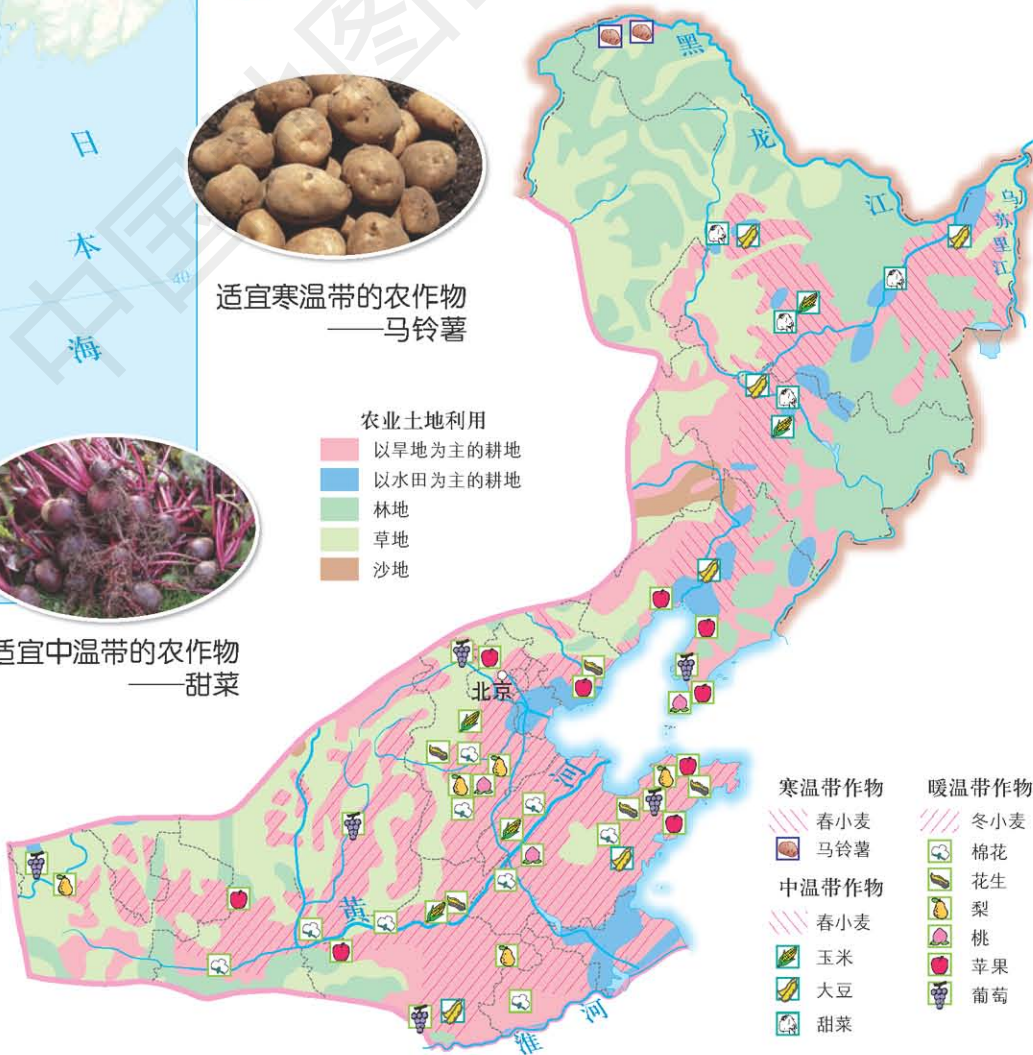 日
本
海
40
适宜寒温带的农作物
——马铃薯
适宜中温带的农作物
——甜菜
农业土地利用
以旱地为主的耕地
以水田为主的耕地
林地
草地
沙地
黑
龙
江
乌
苏
里
江
北京
黄
河
淮
河
寒温带作物
春小麦
马铃薯
中温带作物
春小麦
玉米
大豆
甜菜
暖温带作物
冬小麦
棉花
花生
梨
桃
苹果
葡萄